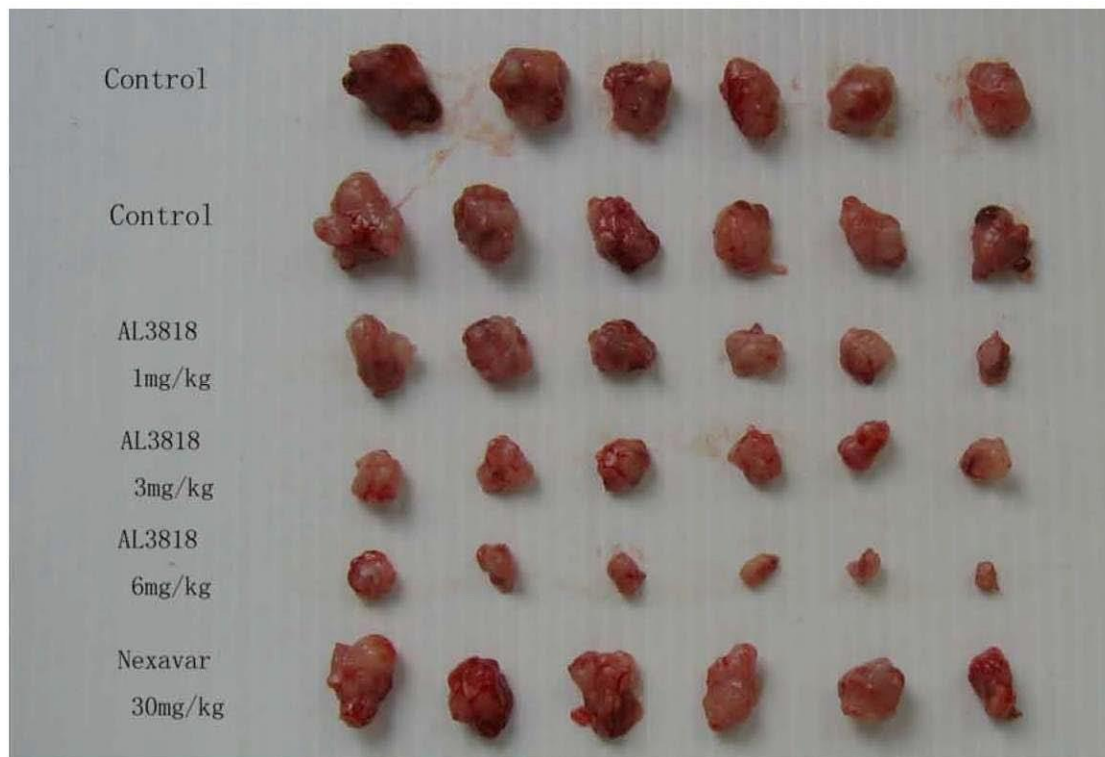 Control
Control
AL3818
1mg/kg
AL3818
3mg/kg
AL3818
6mg/kg
Nexavar
30mg/kg